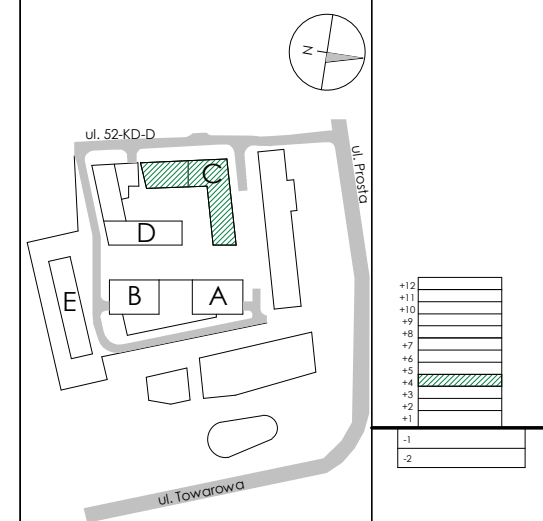 N
ul. 52-KD-D
ul. Prosta
C
D
E
B
A
ul. Towarowa
+12
+11
+10
+9
+8
+7
+6
+5
+4
+3
+2
+1
-1
-2